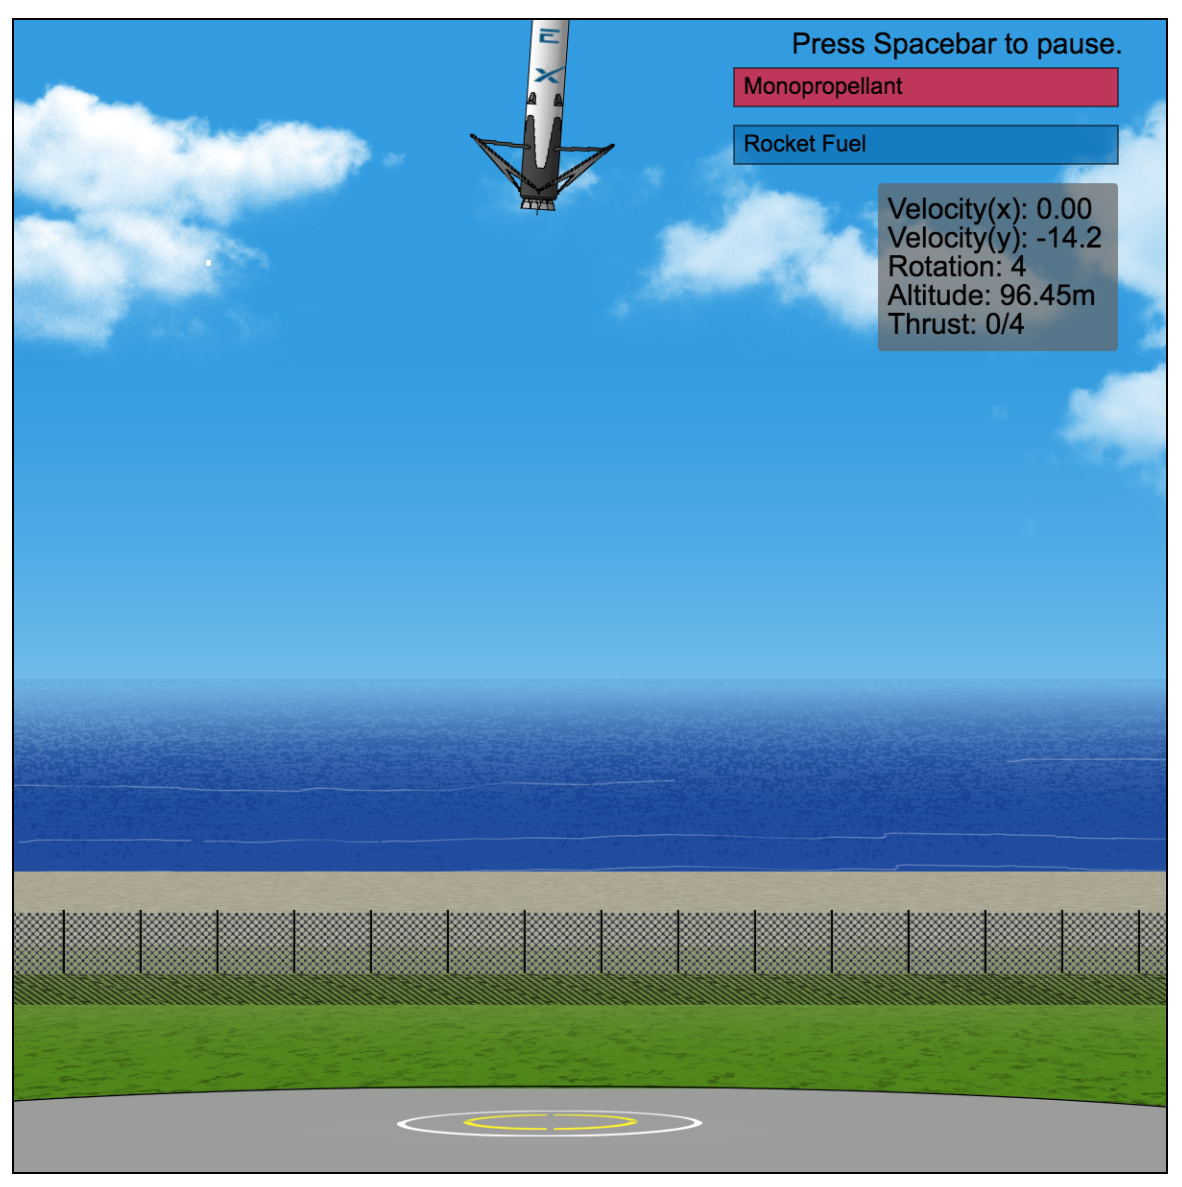 E
X
Press Spacebar to pause.
Monopropellant
Rocket Fuel
Velocity(x): 0.00
Velocity(y): -14.2
Rotation: 4
Altitude: 96.45m
Thrust: 0/4